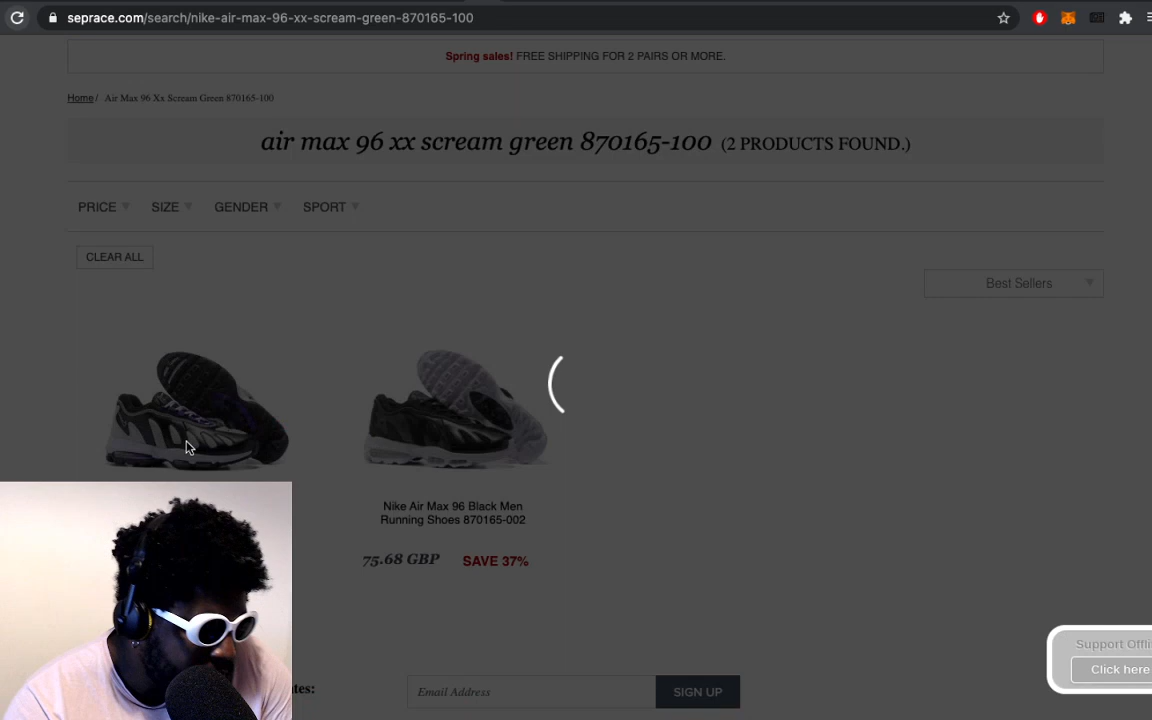 seprace.com/search/nike-air-max-96-xx-scream-green-870165-100
Spring sales! FREE SHIPPING FOR 2 PAIRS OR MORE.
Home / Air Max 96 Xx Scream Green 870165-100
air max 96 xx scream green 870165-100 (2 PRODUCTS FOUND.)
PRICE SIZE GENDER SPORT
CLEAR ALL
Best Sellers
Nike Air Max 96 Black Men
Running Shoes 870165-002
75.68 GBP SAVE 37%
Support
Click here
Email Address SIGN UP